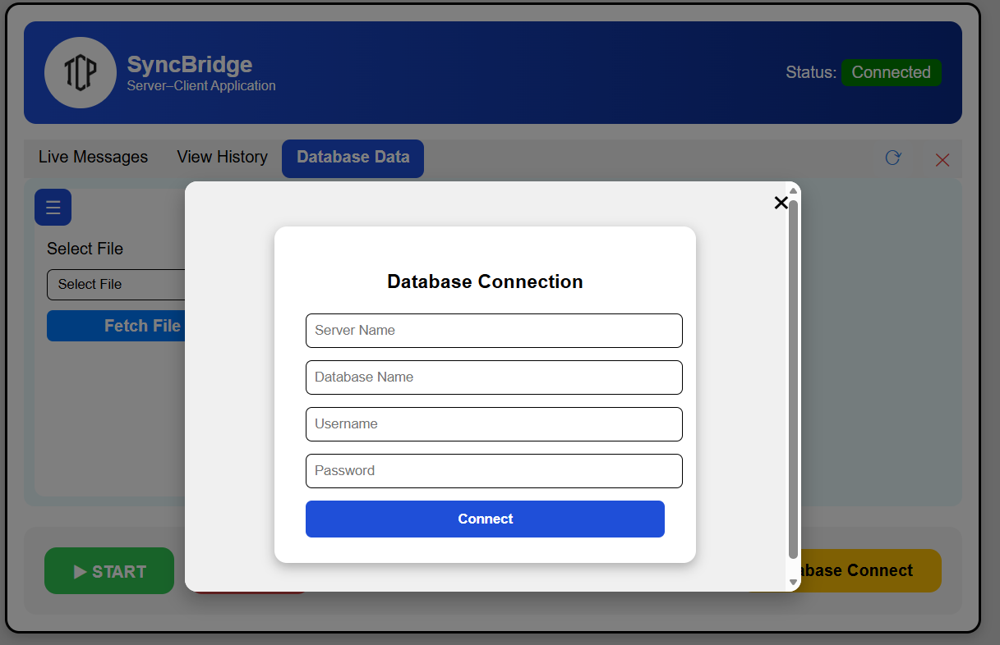 TCP
SyncBridge
Server–Client Application
Status: Connected
Live Messages View History Database Data
Select File
Select File
Fetch File
Database Connection
Server Name
Database Name
Username
Password
Connect
START
abase Connect